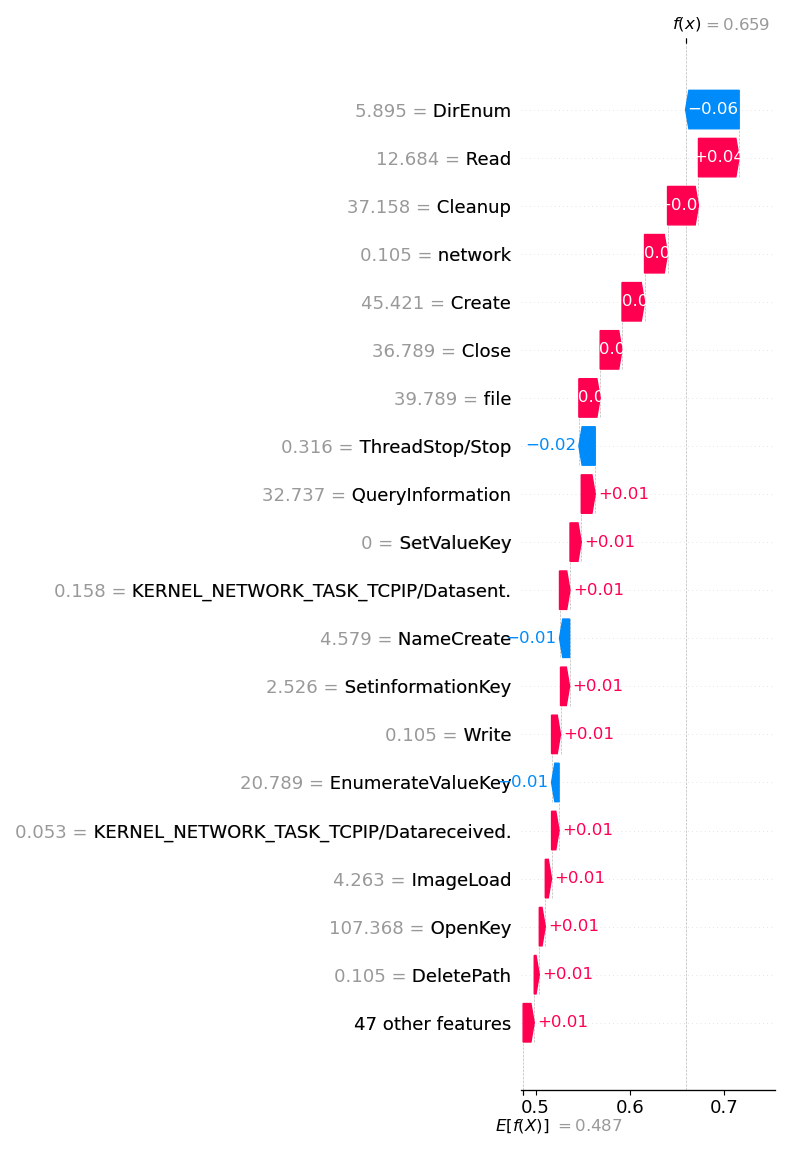 f(x) = 0.659
5.895 = DirEnum −0.06
12.684 = Read +0.04
37.158 = Cleanup
0.105 = network
45.421 = Create
36.789 = Close
39.789 = file
0.316 = ThreadStop/Stop −0.02
32.737 = QueryInformation +0.01
0 = SetValueKey +0.01
0.158 = KERNEL_NETWORK_TASK_TCPIP/Datasent. +0.01
4.579 = NameCreate −0.01
2.526 = SetinformationKey +0.01
0.105 = Write +0.01
20.789 = EnumerateValueKey −0.01
0.053 = KERNEL_NETWORK_TASK_TCPIP/Datareceived. +0.01
4.263 = ImageLoad +0.01
107.368 = OpenKey +0.01
0.105 = DeletePath +0.01
47 other features +0.01
0.5 0.6 0.7
E[f(X)] = 0.487